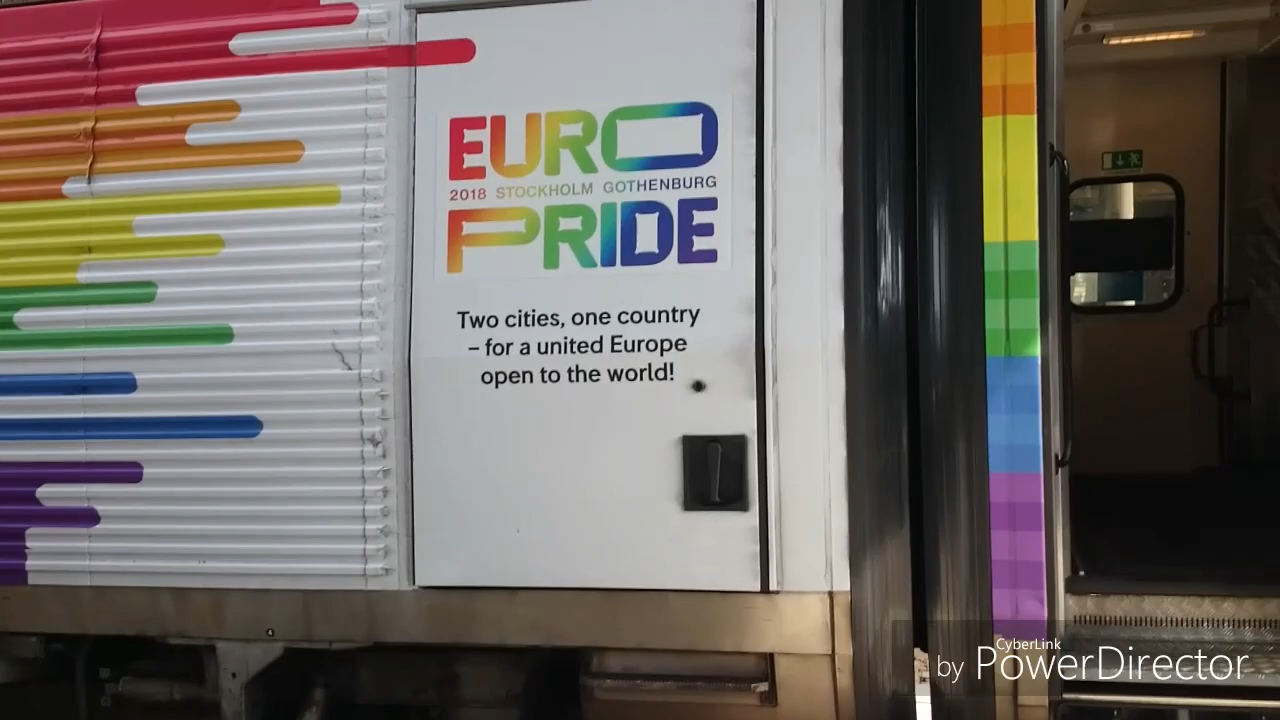 EURO
2018 STOCKHOLM GOTHENBURG
PRIDE
Two cities, one country
– for a united Europe
open to the world!
CyberLink
by PowerDirector